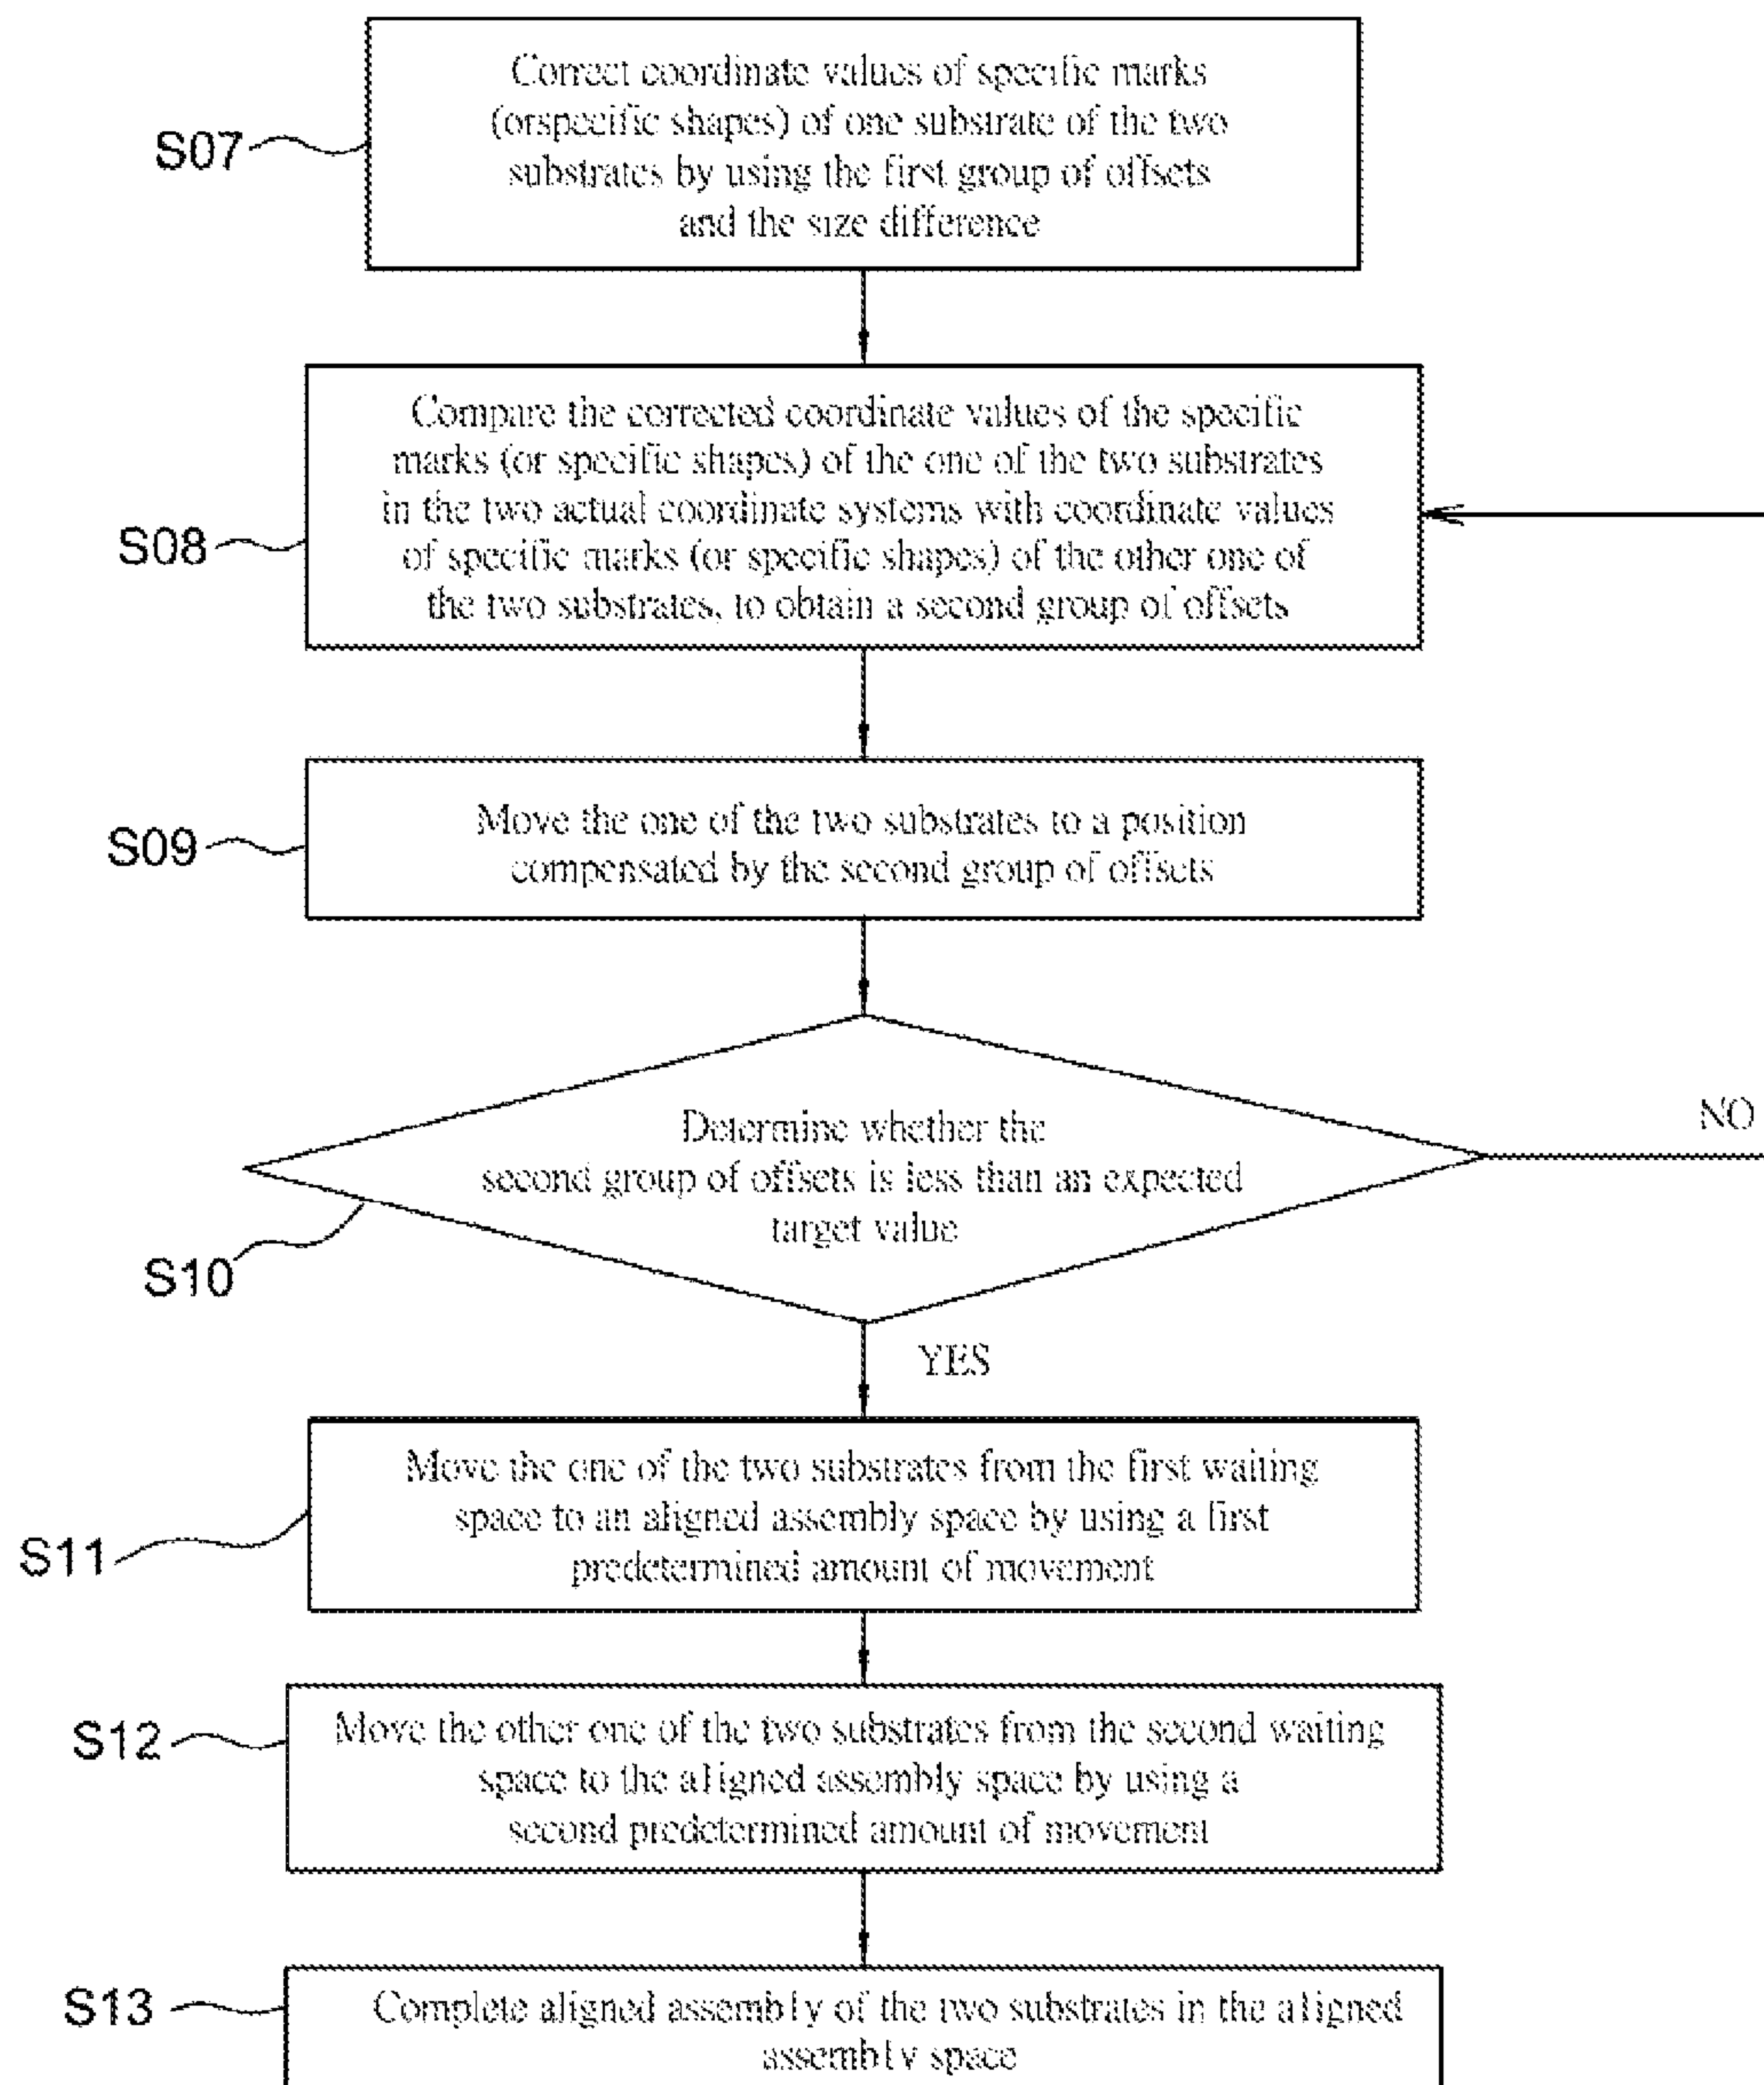 Correct coordinate values of specific marks
(orspecific shapes) of one substrate of the two
substrates by using the first group of offsets
and the size difference
S07
Compare the corrected coordinate values of the specific
marks (or specific shapes) of the one of the two substrates
in the two actual coordinate systems with coordinate values
of specific marks (or specific shapes) of the other one of
the two substrates, to obtain a second group of offsets
S08
Move the one of the two substrates to a position
compensated by the second group of offsets
S09
Determine whether the
second group of offsets is less than an expected
target value
NO
S10
YES
Move the one of the two substrates from the first waiting
space to an aligned assembly space by using a first
predetermined amount of movement
S11
Move the other one of the two substrates from the second waiting
space to the aligned assembly space by using a
second predetermined amount of movement
S12
Complete aligned assembly of the two substrates in the aligned
assembly space
S13